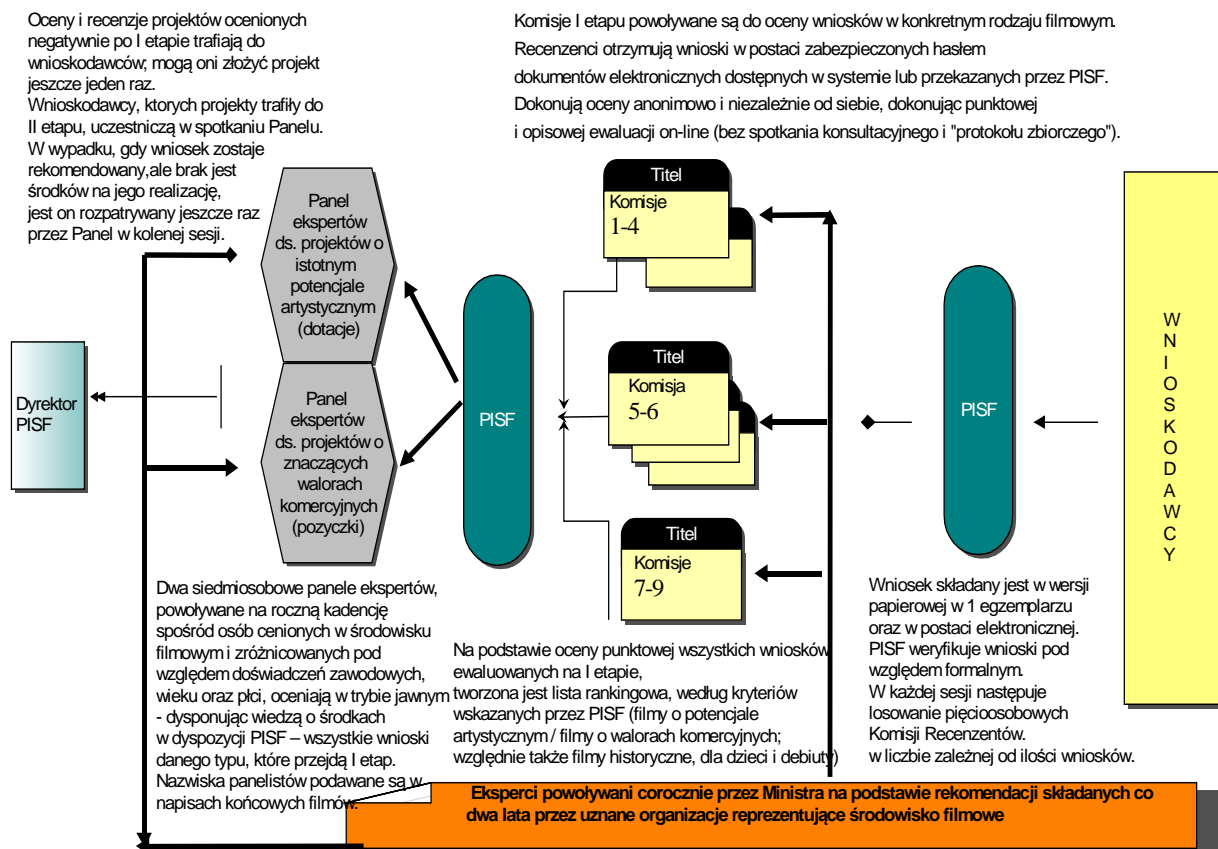 Oceny i recenzje projektów ocenionych
negatywnie po I etapie trafiają do
wnioskodawców; mogą oni złożyć projekt
jeszcze jeden raz.
Wnioskodawcy, ktorych projekty trafiły do
II etapu, uczestniczą w spotkaniu Panelu.
W wypadku, gdy wniosek zostaje
rekomendowany,ale brak jest
środków na jego realizację,
jest on rozpatrywany jeszcze raz
przez Panel w kolenej sesji.
Komisje I etapu powoływane są do oceny wniosków w konkretnym rodzaju filmowym.
Recenzenci otrzymują wnioski w postaci zabezpieczonych hasłem
dokumentów elektronicznych dostępnych w systemie lub przekazanych przez PISF.
Dokonują oceny anonimowo i niezależnie od siebie, dokonując punktowej
i opisowej ewaluacji on-line (bez spotkania konsultacyjnego i "protokołu zbiorczego").
Dyrektor
PISF
Panel
ekspertów
ds. projektów o
istotnym
potencjale
artystycznym
(dotacje)
Panel
ekspertów
ds. projektów o
znaczących
walorach
komercyjnych
(pozyczki)
PISF
Titel
Komisje
1-4
Titel
Komisja
5-6
Titel
Komisje
7-9
PISF
W
N
I
O
S
K
O
D
A
W
C
Y
Dwa siedmiosobowe panele ekspertów,
powoływane na roczną kadencję
spośród osób cenionych w środowisku
filmowym i zróżnicowanych pod
względem doświadczeń zawodowych,
wieku oraz płci, oceniają w trybie jawnym
- dysponując wiedzą o środkach
w dyspozycji PISF – wszystkie wnioski
danego typu, które przejdą I etap.
Nazwiska panelistów podawane są w
napisach końcowych filmów.
Na podstawie oceny punktowej wszystkich wniosków
ewaluowanych na I etapie,
tworzona jest lista rankingowa, według kryteriów
wskazanych przez PISF (filmy o potencjale
artystycznym / filmy o walorach komercyjnych;
względnie także filmy historyczne, dla dzieci i debiuty)
Wniosek składany jest w wersji
papierowej w 1 egzemplarzu
oraz w postaci elektronicznej.
PISF weryfikuje wnioski pod
względem formalnym.
W każdej sesji następuje
losowanie pięcioosobowych
Komisji Recenzentów.
w liczbie zależnej od ilości wniosków.
Eksperci powoływani corocznie przez Ministra na podstawie rekomendacji składanych co
dwa lata przez uznane organizacje reprezentujące środowisko filmowe